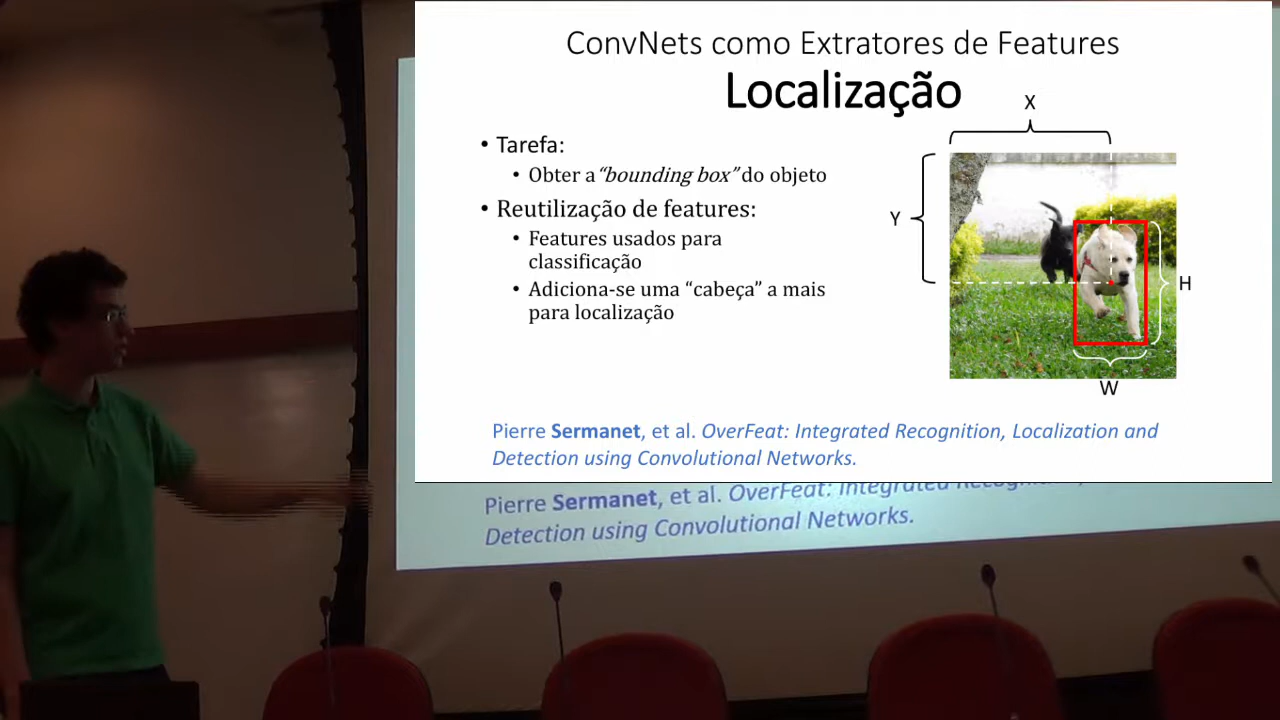 ConvNets como Extratores de Features
Localização
X
• Tarefa:
• Obter a “bounding box” do objeto
• Reutilização de features:
Y
• Features usados para
classificação
H
• Adiciona-se uma “cabeça” a mais
para localização
W
Pierre Sermanet, et al. OverFeat: Integrated Recognition, Localization and
Detection using Convolutional Networks.
Pierre Sermanet, et al. OverFeat: Integrated
Detection using Convolutional Networks.